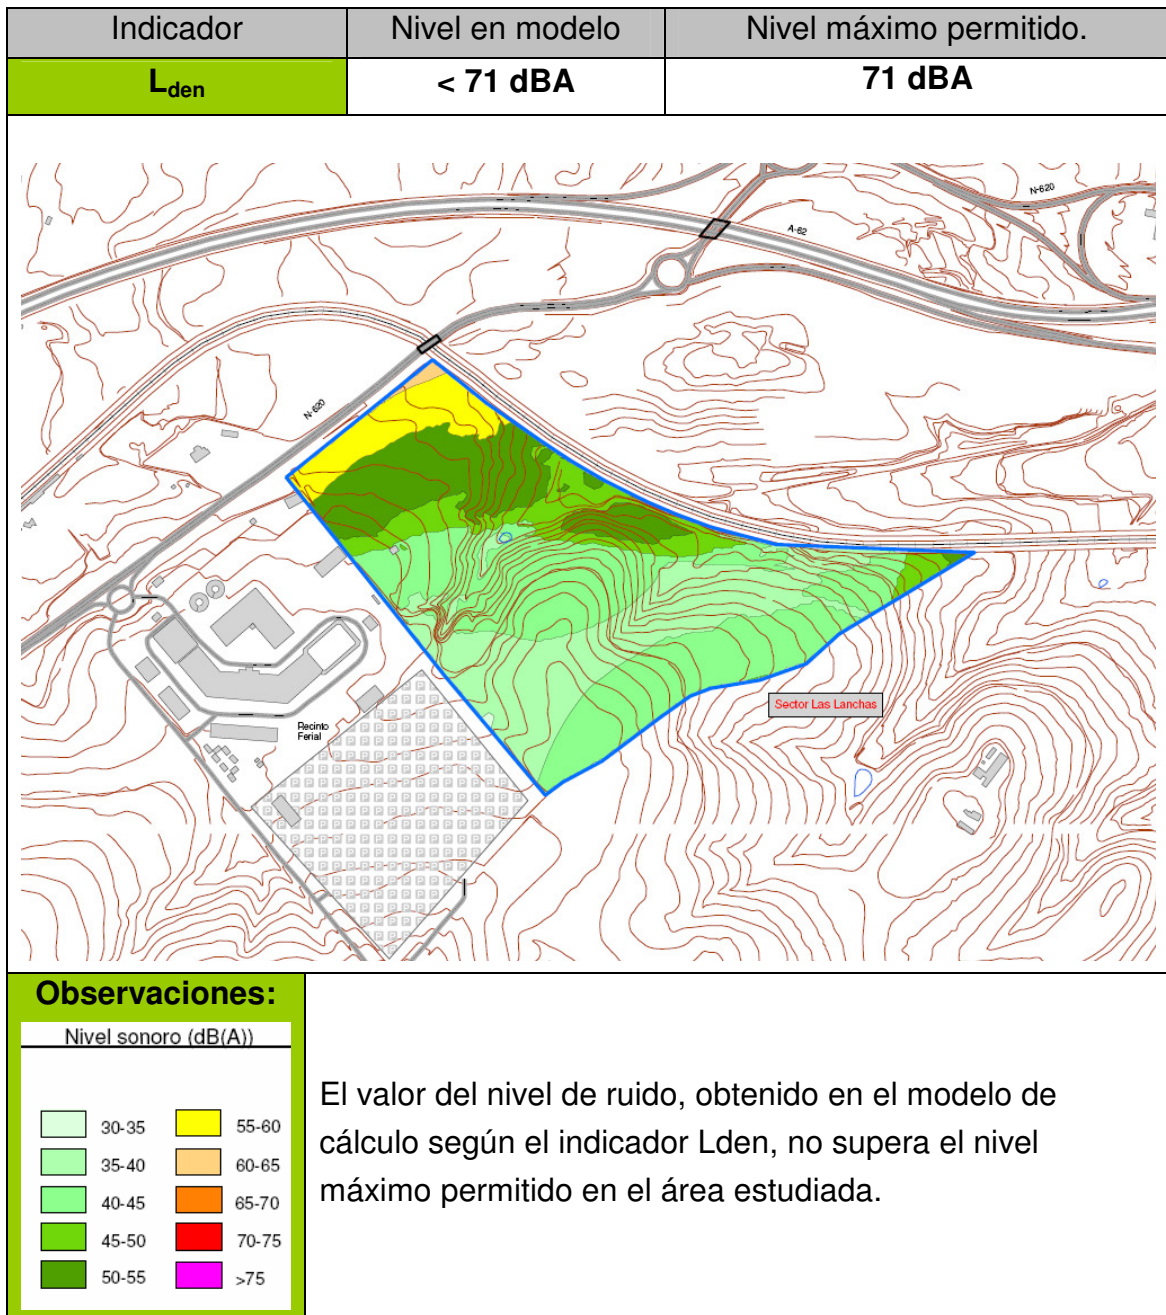 Indicador Nivel en modelo Nivel máximo permitido.
Lden < 71 dBA 71 dBA
N-620
A-62
N-620
Sector Las Lanchas
Recinto
Ferial
Observaciones:
Nivel sonoro (dB(A))
30-35 55-60
35-40 60-65
40-45 65-70
45-50 70-75
50-55 >75
El valor del nivel de ruido, obtenido en el modelo de
cálculo según el indicador Lden, no supera el nivel
máximo permitido en el área estudiada.